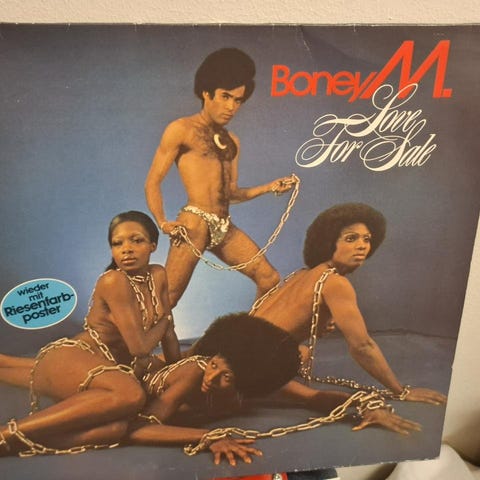 Boney M.
Love
For Sale
wieder
mit
Riesenfarb-
poster